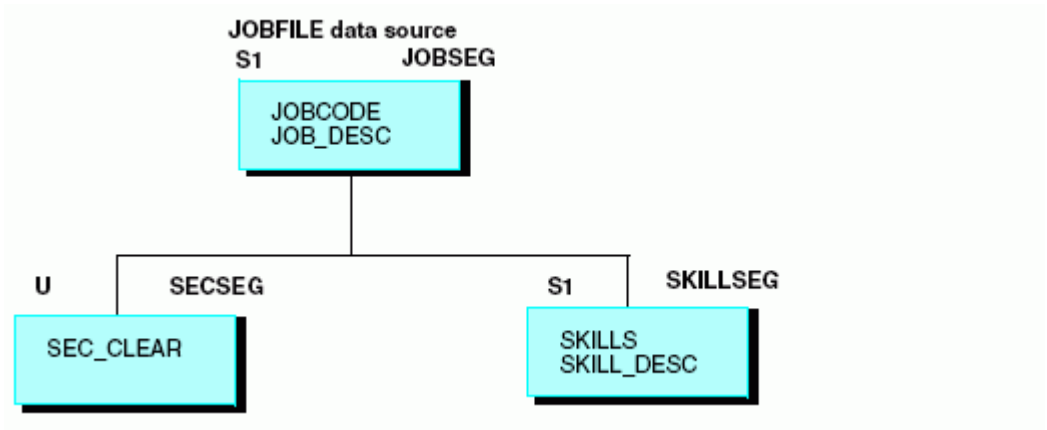 JOBFILE data source
S1 JOBSEG
JOBCODE
JOB_DESC
U SECSEG
SEC_CLEAR
S1 SKILLSEG
SKILLS
SKILL_DESC